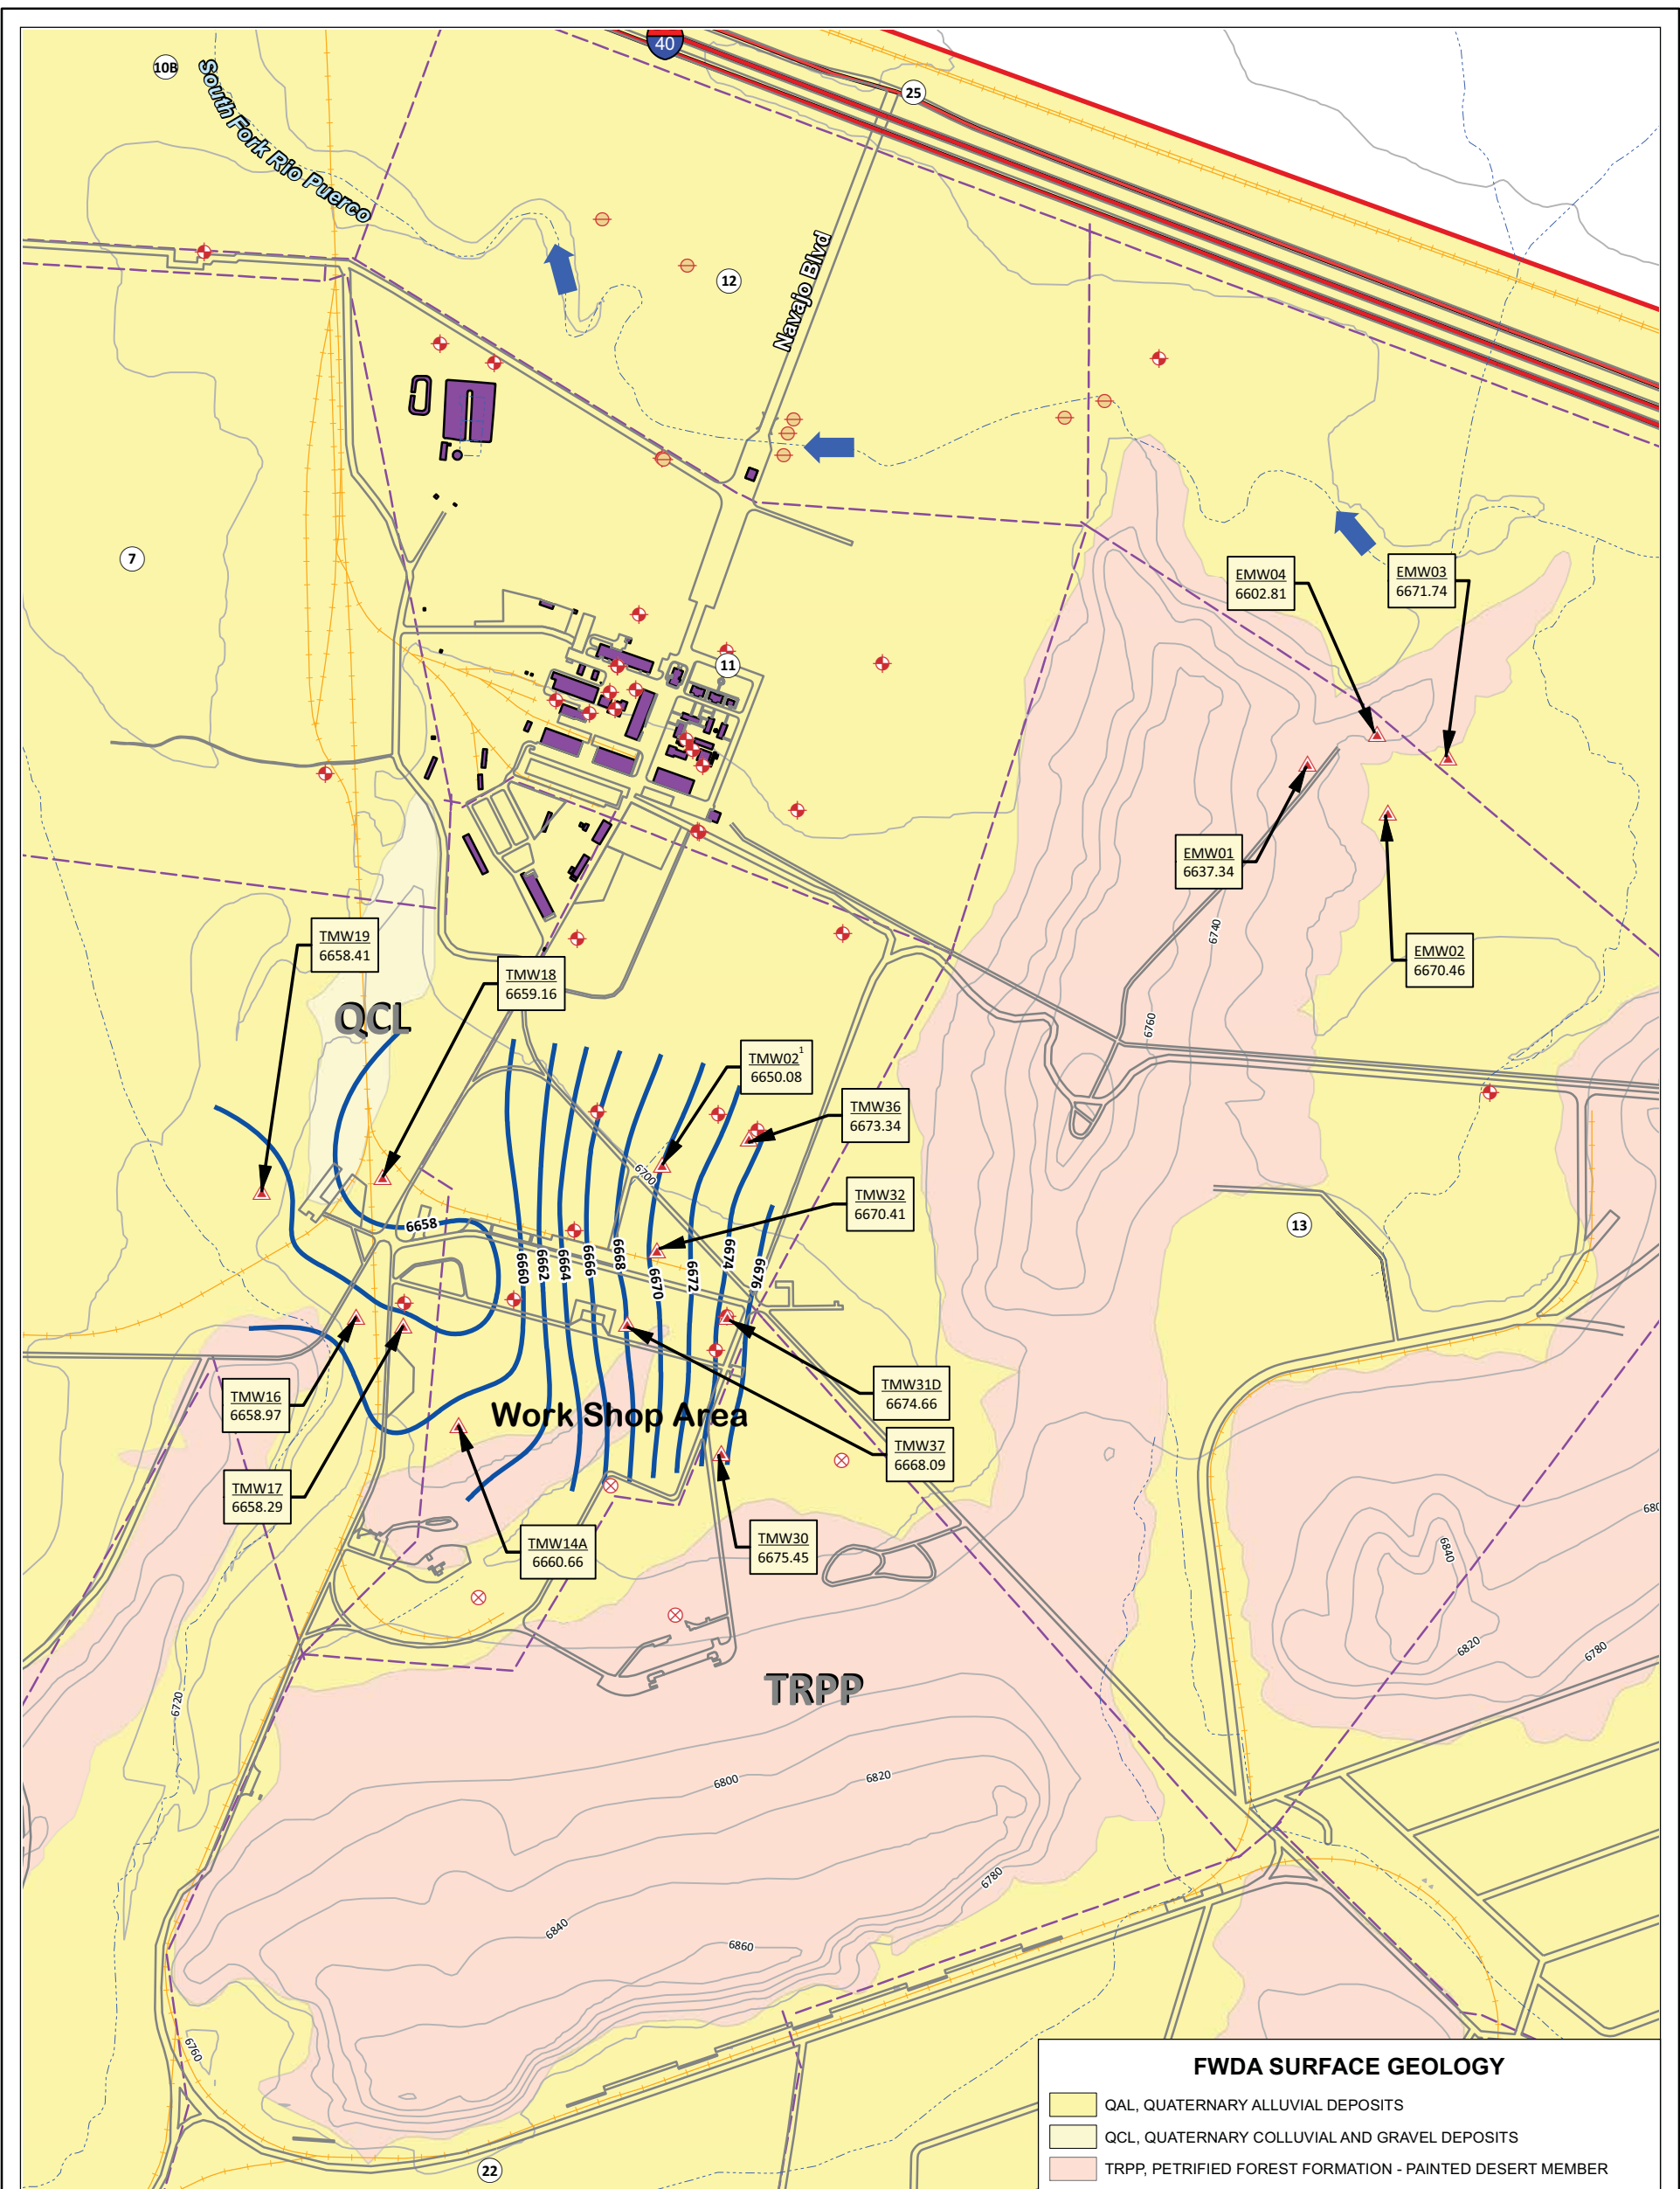 40
10B
25
South Fork Rio Puerco
12
Navajo Blvd
7
EMW04
6602.81
EMW03
6671.74
11
EMW01
6637.34
6740
EMW02
6670.46
TMW19
6658.41
TMW18
6659.16
QCL
6760
TMW02¹
6650.08
TMW36
6673.34
6700
TMW32
6670.41
13
6658
6660
6662
6664
6666
6668
6670
6672
6674
6676
TMW16
6658.97
TMW31D
6674.66
Work Shop Area
TMW37
6668.09
TMW17
6658.29
TMW14A
6660.66
TMW30
6675.45
680
6840
6820
6780
TRPP
6720
6800
6820
6780
6840
6860
6760
22
FWDA SURFACE GEOLOGY
QAL, QUATERNARY ALLUVIAL DEPOSITS
QCL, QUATERNARY COLLUVIAL AND GRAVEL DEPOSITS
TRPP, PETRIFIED FOREST FORMATION - PAINTED DESERT MEMBER